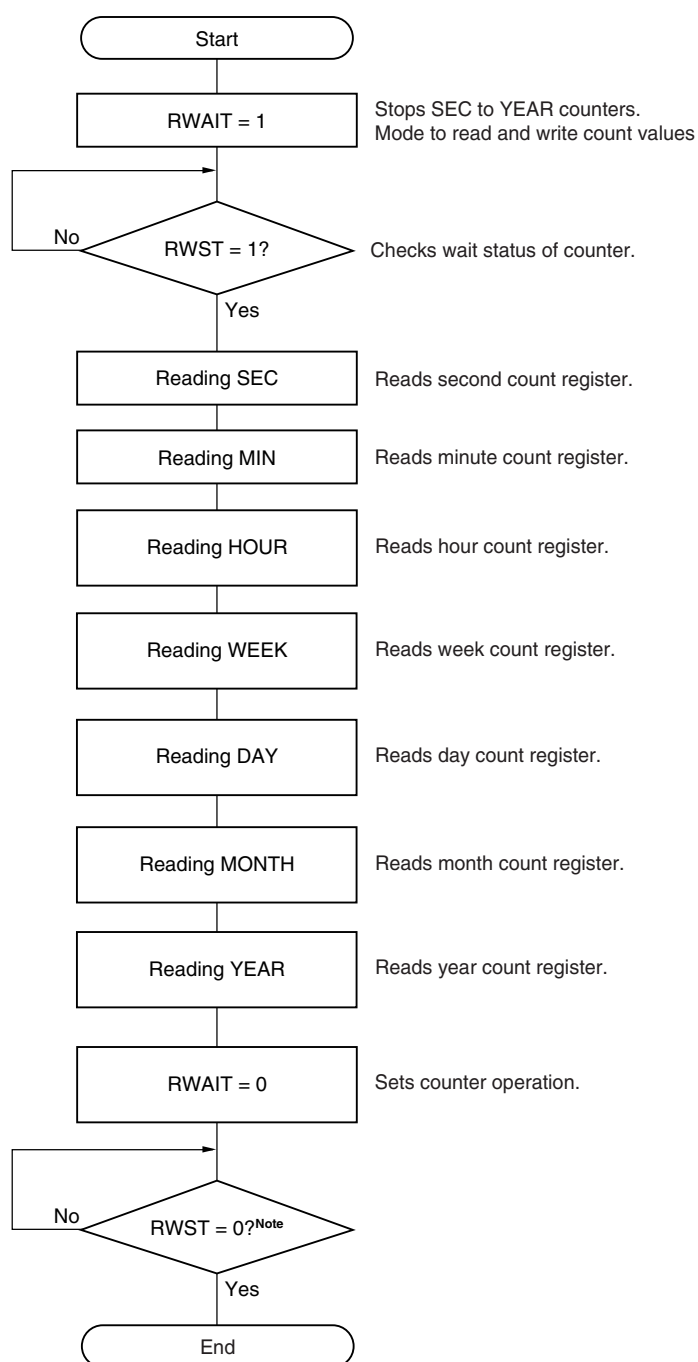 Start
RWAIT = 1
Stops SEC to YEAR counters.
Mode to read and write count values
No
RWST = 1?
Checks wait status of counter.
Yes
Reading SEC
Reads second count register.
Reading MIN
Reads minute count register.
Reading HOUR
Reads hour count register.
Reading WEEK
Reads week count register.
Reading DAY
Reads day count register.
Reading MONTH
Reads month count register.
Reading YEAR
Reads year count register.
RWAIT = 0
Sets counter operation.
No
RWST = 0?Note
Yes
End